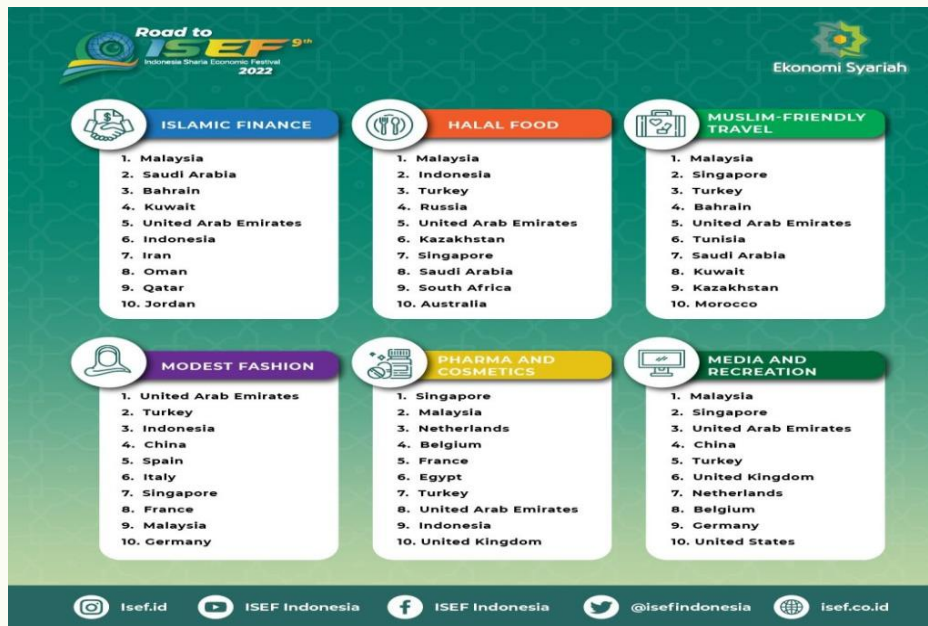 Road to
ISEF 9th
Indonesia Sharia Economic Festival
2022
Ekonomi Syariah
ISLAMIC FINANCE
1. Malaysia
2. Saudi Arabia
3. Bahrain
4. Kuwait
5. United Arab Emirates
6. Indonesia
7. Iran
8. Oman
9. Qatar
10. Jordan
HALAL FOOD
1. Malaysia
2. Indonesia
3. Turkey
4. Russia
5. United Arab Emirates
6. Kazakhstan
7. Singapore
8. Saudi Arabia
9. South Africa
10. Australia
MUSLIM-FRIENDLY
TRAVEL
1. Malaysia
2. Singapore
3. Turkey
4. Bahrain
5. United Arab Emirates
6. Tunisia
7. Saudi Arabia
8. Kuwait
9. Kazakhstan
10. Morocco
MODEST FASHION
1. United Arab Emirates
2. Turkey
3. Indonesia
4. China
5. Spain
6. Italy
7. Singapore
8. France
9. Malaysia
10. Germany
PHARMA AND
COSMETICS
1. Singapore
2. Malaysia
3. Netherlands
4. Belgium
5. France
6. Egypt
7. Turkey
8. United Arab Emirates
9. Indonesia
10. United Kingdom
MEDIA AND
RECREATION
1. Malaysia
2. Singapore
3. United Arab Emirates
4. China
5. Turkey
6. United Kingdom
7. Netherlands
8. Belgium
9. Germany
10. United States
Isef.id
ISEF Indonesia
ISEF Indonesia
@isefindonesia
isef.co.id